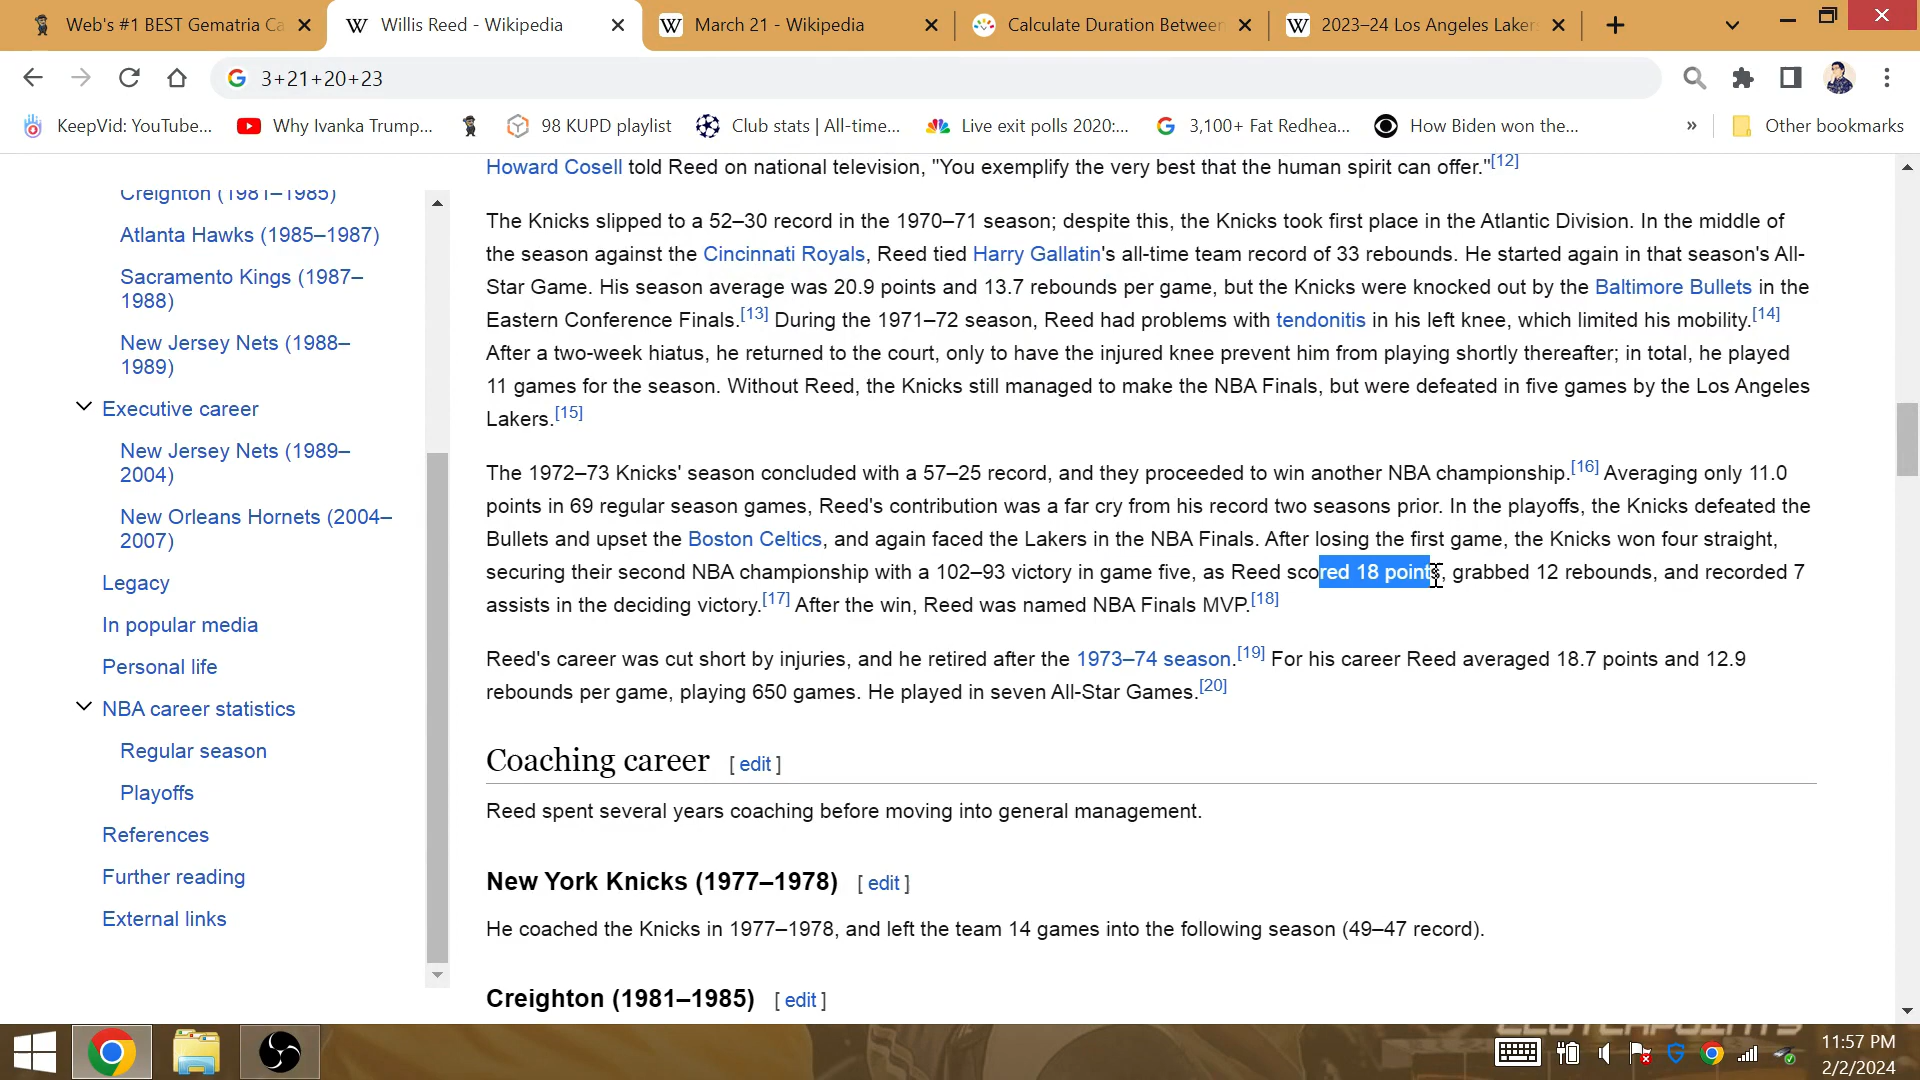 Web's #1 BEST Gematria Ca
Willis Reed - Wikipedia
March 21 - Wikipedia
Calculate Duration Between
2023–24 Los Angeles Laker
3+21+20+23
KeepVid: YouTube...
Why Ivanka Trump...
98 KUPD playlist
Club stats | All-time...
Live exit polls 2020:...
3,100+ Fat Redhea...
How Biden won the...
»
Other bookmarks
Creighton (1981–1985)
Atlanta Hawks (1985–1987)
Sacramento Kings (1987–
1988)
New Jersey Nets (1988–
1989)
Executive career
New Jersey Nets (1989–
2004)
New Orleans Hornets (2004–
2007)
Legacy
In popular media
Personal life
NBA career statistics
Regular season
Playoffs
References
Further reading
External links
Howard Cosell told Reed on national television, "You exemplify the very best that the human spirit can offer."[12]
The Knicks slipped to a 52–30 record in the 1970–71 season; despite this, the Knicks took first place in the Atlantic Division. In the middle of
the season against the Cincinnati Royals, Reed tied Harry Gallatin's all-time team record of 33 rebounds. He started again in that season's All-
Star Game. His season average was 20.9 points and 13.7 rebounds per game, but the Knicks were knocked out by the Baltimore Bullets in the
Eastern Conference Finals.[13] During the 1971–72 season, Reed had problems with tendonitis in his left knee, which limited his mobility.[14]
After a two-week hiatus, he returned to the court, only to have the injured knee prevent him from playing shortly thereafter; in total, he played
11 games for the season. Without Reed, the Knicks still managed to make the NBA Finals, but were defeated in five games by the Los Angeles
Lakers.[15]
The 1972–73 Knicks' season concluded with a 57–25 record, and they proceeded to win another NBA championship.[16] Averaging only 11.0
points in 69 regular season games, Reed's contribution was a far cry from his record two seasons prior. In the playoffs, the Knicks defeated the
Bullets and upset the Boston Celtics, and again faced the Lakers in the NBA Finals. After losing the first game, the Knicks won four straight,
securing their second NBA championship with a 102–93 victory in game five, as Reed scored 18 points, grabbed 12 rebounds, and recorded 7
assists in the deciding victory.[17] After the win, Reed was named NBA Finals MVP.[18]
Reed's career was cut short by injuries, and he retired after the 1973–74 season.[19] For his career Reed averaged 18.7 points and 12.9
rebounds per game, playing 650 games. He played in seven All-Star Games.[20]
Coaching career [ edit ]
Reed spent several years coaching before moving into general management.
New York Knicks (1977–1978) [ edit ]
He coached the Knicks in 1977–1978, and left the team 14 games into the following season (49–47 record).
Creighton (1981–1985) [ edit ]
11:57 PM
2/2/2024